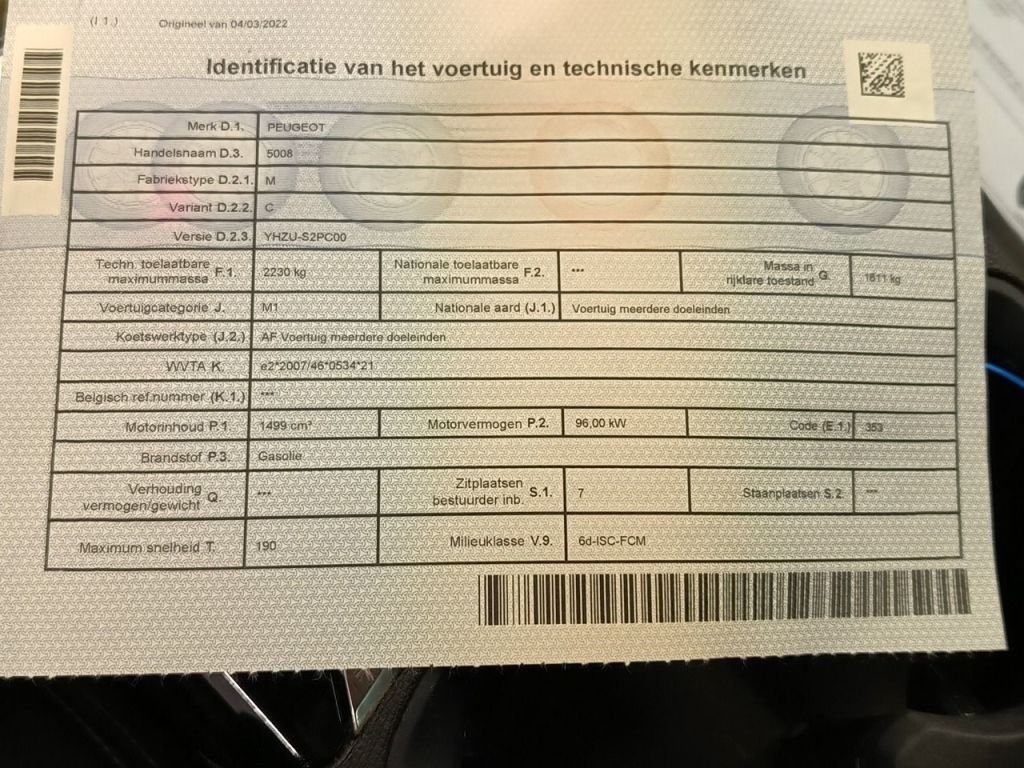 (I.1.) Origineel van 04/03/2022
Identificatie van het voertuig en technische kenmerken
Merk D.1. PEUGEOT
Handelsnaam D.3. 5008
Fabriekstype D.2.1. M
Variant D.2.2. C
Versie D.2.3. YHZU-S2PC00
Techn. toelaatbare maximummassa F.1. 2230 kg Nationale toelaatbare maximummassa F.2. *** Massa in rijklare toestand G. 1611 kg
Voertuigcategorie J. M1 Nationale aard (J.1.) Voertuig meerdere doeleinden
Koetswerktype (J.2.) AF Voertuig meerdere doeleinden
WVTA K. e2*2007/46*0534*21
Belgisch ref.nummer (K.1.) ***
Motorinhoud P.1. 1499 cm³ Motorvermogen P.2. 96,00 kW Code (E.1.) 353
Brandstof P.3. Gasolie
Verhouding vermogen/gewicht Q. *** Zitplaatsen bestuurder inb. S.1. 7 Staanplaatsen S.2. ***
Maximum snelheid T. 190 Milieuklasse V.9. 6d-ISC-FCM